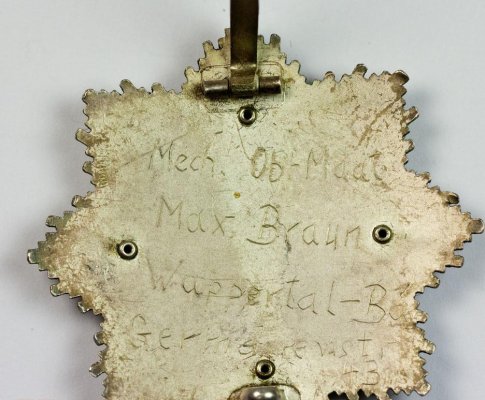 Mech. OB-Maat
Max. Braun
Wuppertal-Ba
43